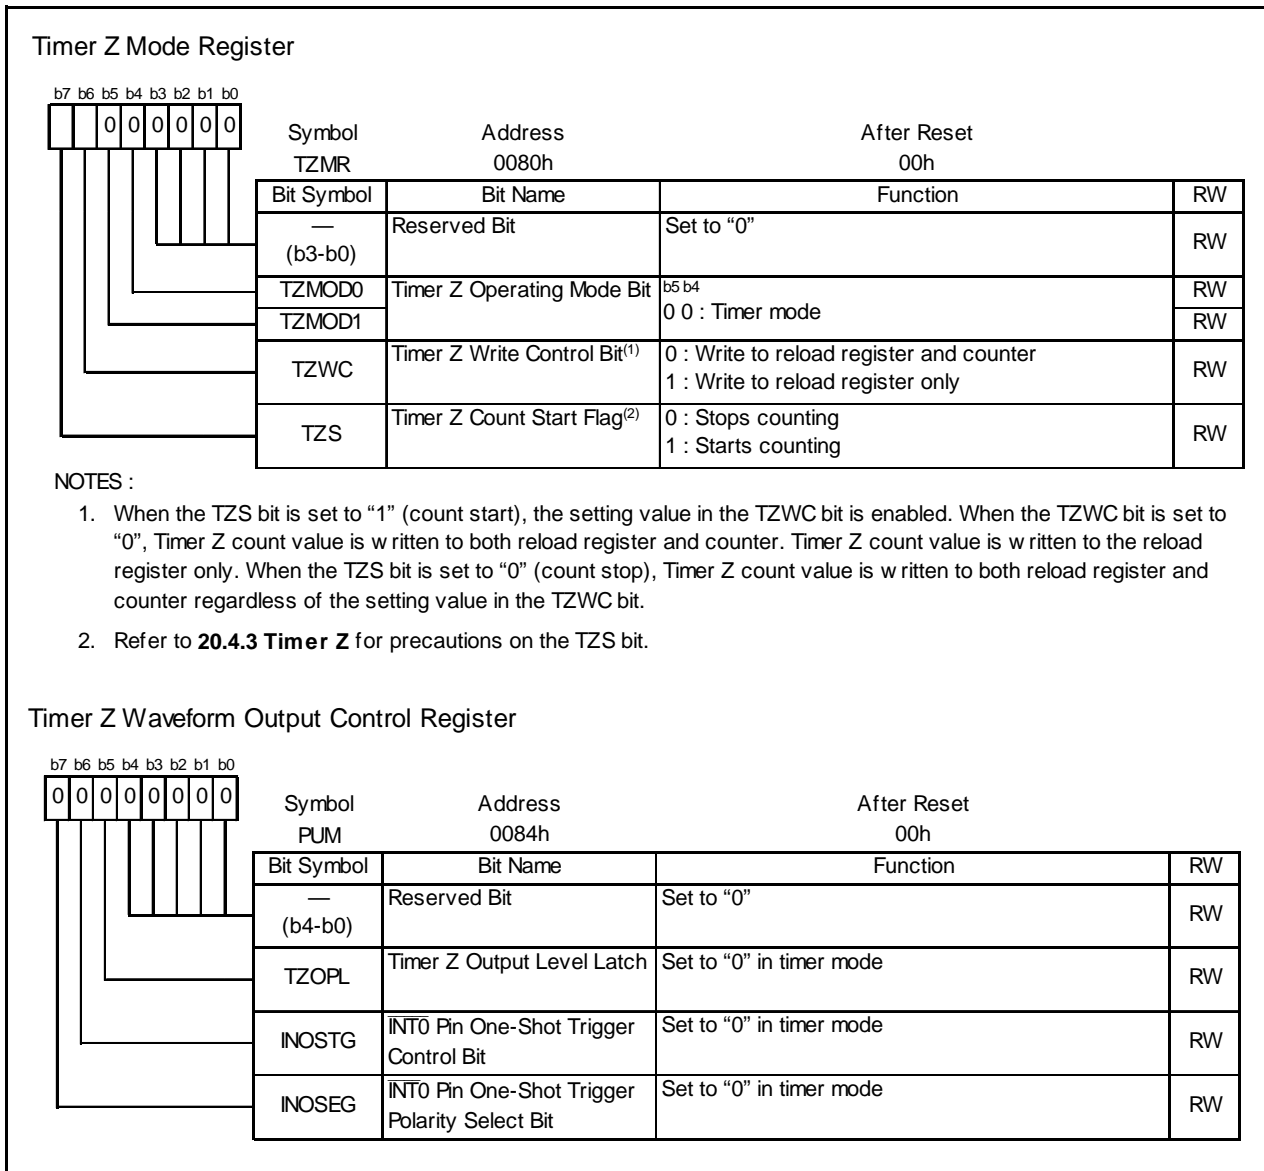 Timer Z Mode Register
b7 b6 b5 b4 b3 b2 b1 b0
0 0 0 0 0 0
Symbol Address After Reset
TZMR 0080h 00h
Bit Symbol Bit Name Function RW
— (b3-b0) Reserved Bit Set to “0” RW
TZMOD0 Timer Z Operating Mode Bit b5 b4 RW
TZMOD1 0 0 : Timer mode RW
TZWC Timer Z Write Control Bit(1) 0 : Write to reload register and counter RW
1 : Write to reload register only
TZS Timer Z Count Start Flag(2) 0 : Stops counting RW
1 : Starts counting
NOTES :
1. When the TZS bit is set to “1” (count start), the setting value in the TZWC bit is enabled. When the TZWC bit is set to
“0”, Timer Z count value is written to both reload register and counter. Timer Z count value is written to the reload
register only. When the TZS bit is set to “0” (count stop), Timer Z count value is written to both reload register and
counter regardless of the setting value in the TZWC bit.
2. Refer to 20.4.3 Timer Z for precautions on the TZS bit.
Timer Z Waveform Output Control Register
b7 b6 b5 b4 b3 b2 b1 b0
0 0 0 0 0 0 0 0
Symbol Address After Reset
PUM 0084h 00h
Bit Symbol Bit Name Function RW
— (b4-b0) Reserved Bit Set to “0” RW
TZOPL Timer Z Output Level Latch Set to “0” in timer mode RW
INOSTG INT0 Pin One-Shot Trigger Set to “0” in timer mode RW
Control Bit
INOSEG INT0 Pin One-Shot Trigger Set to “0” in timer mode RW
Polarity Select Bit